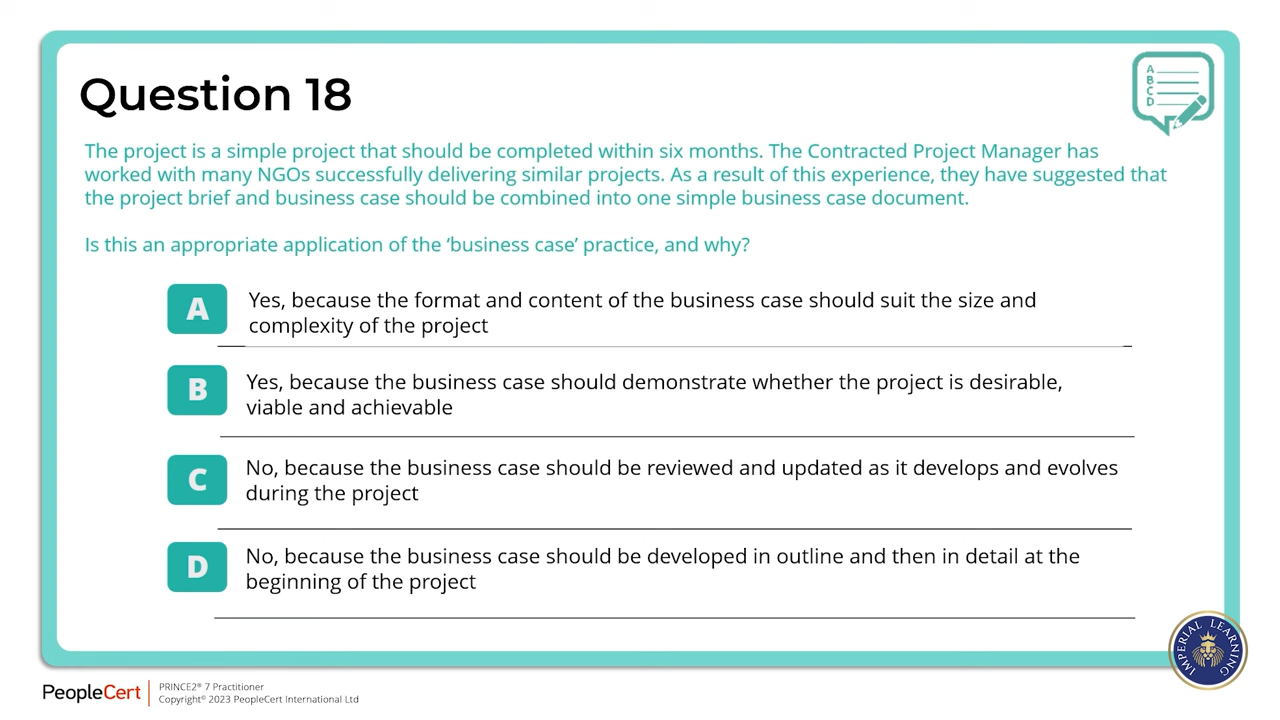 Question 18
A
B
C
D
The project is a simple project that should be completed within six months. The Contracted Project Manager has
worked with many NGOs successfully delivering similar projects. As a result of this experience, they have suggested that
the project brief and business case should be combined into one simple business case document.
Is this an appropriate application of the ‘business case’ practice, and why?
A
Yes, because the format and content of the business case should suit the size and
complexity of the project
B
Yes, because the business case should demonstrate whether the project is desirable,
viable and achievable
C
No, because the business case should be reviewed and updated as it develops and evolves
during the project
D
No, because the business case should be developed in outline and then in detail at the
beginning of the project
IMPERIAL LEARNING
PeopleCert
PRINCE2® 7 Practitioner
Copyright© 2023 PeopleCert International Ltd